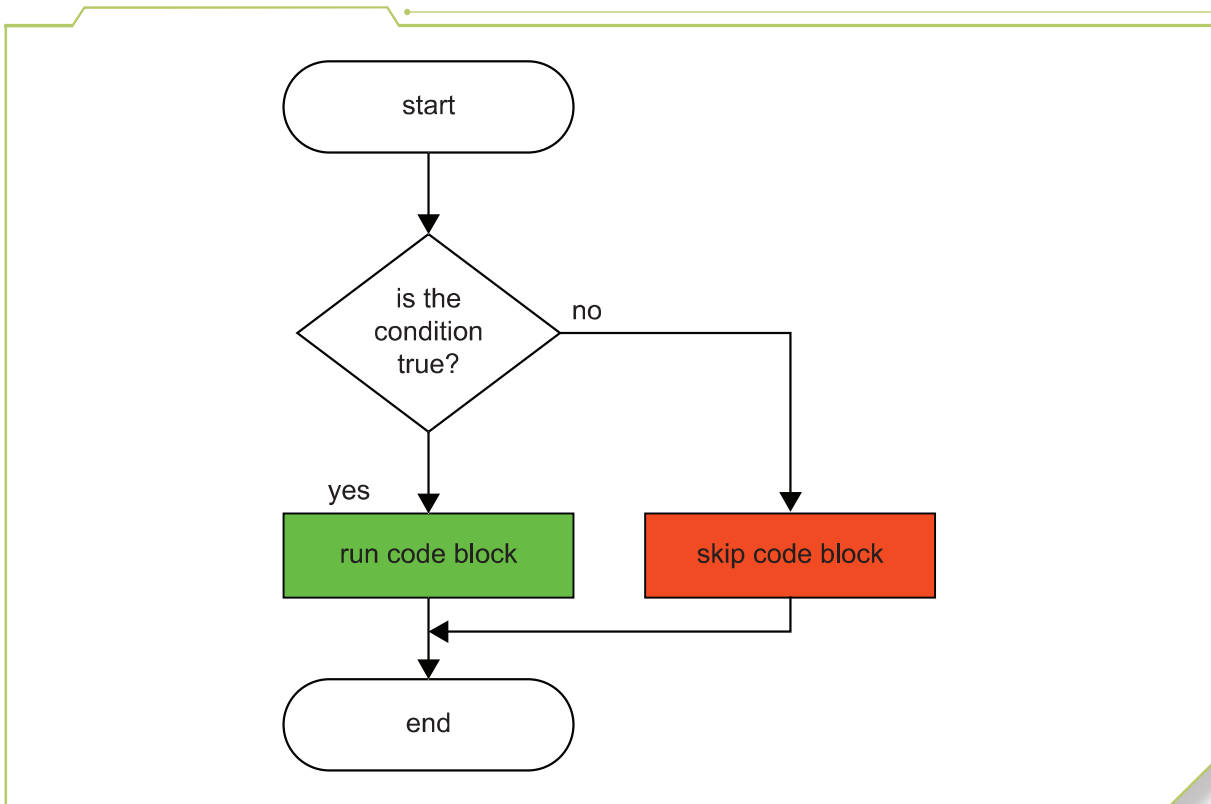 start
is the
condition
true?
no
yes
run code block
skip code block
end